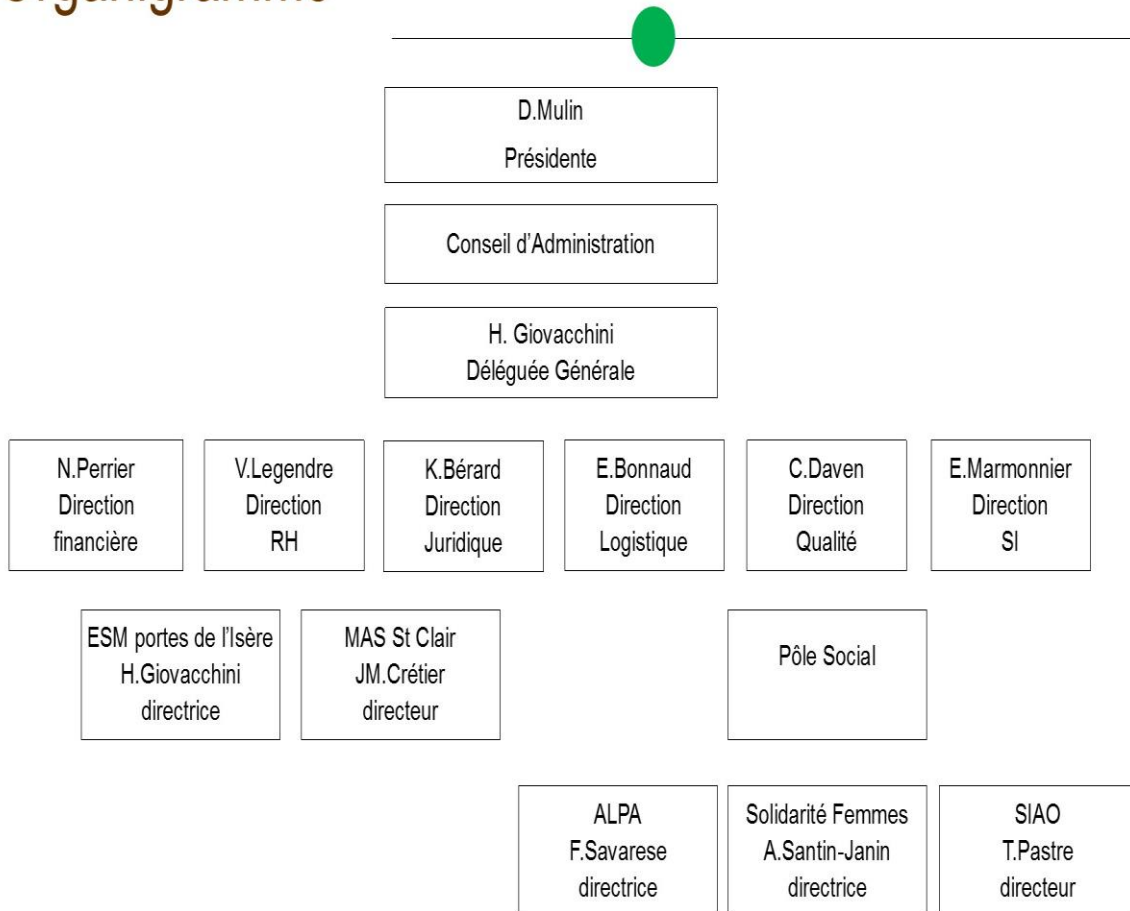 Organigramme
D.Mulin
Présidente
Conseil d'Administration
H. Giovacchini
Déléguée Générale
N.Perrier
Direction
financière
V.Legendre
Direction
RH
K.Bérard
Direction
Juridique
E.Bonnaud
Direction
Logistique
C.Daven
Direction
Qualité
E.Marmonnier
Direction
SI
ESM portes de l'Isère
H.Giovacchini
directrice
MAS St Clair
JM.Crétier
directeur
Pôle Social
ALPA
F.Savarese
directrice
Solidarité Femmes
A.Santin-Janin
directrice
SIAO
T.Pastre
directeur